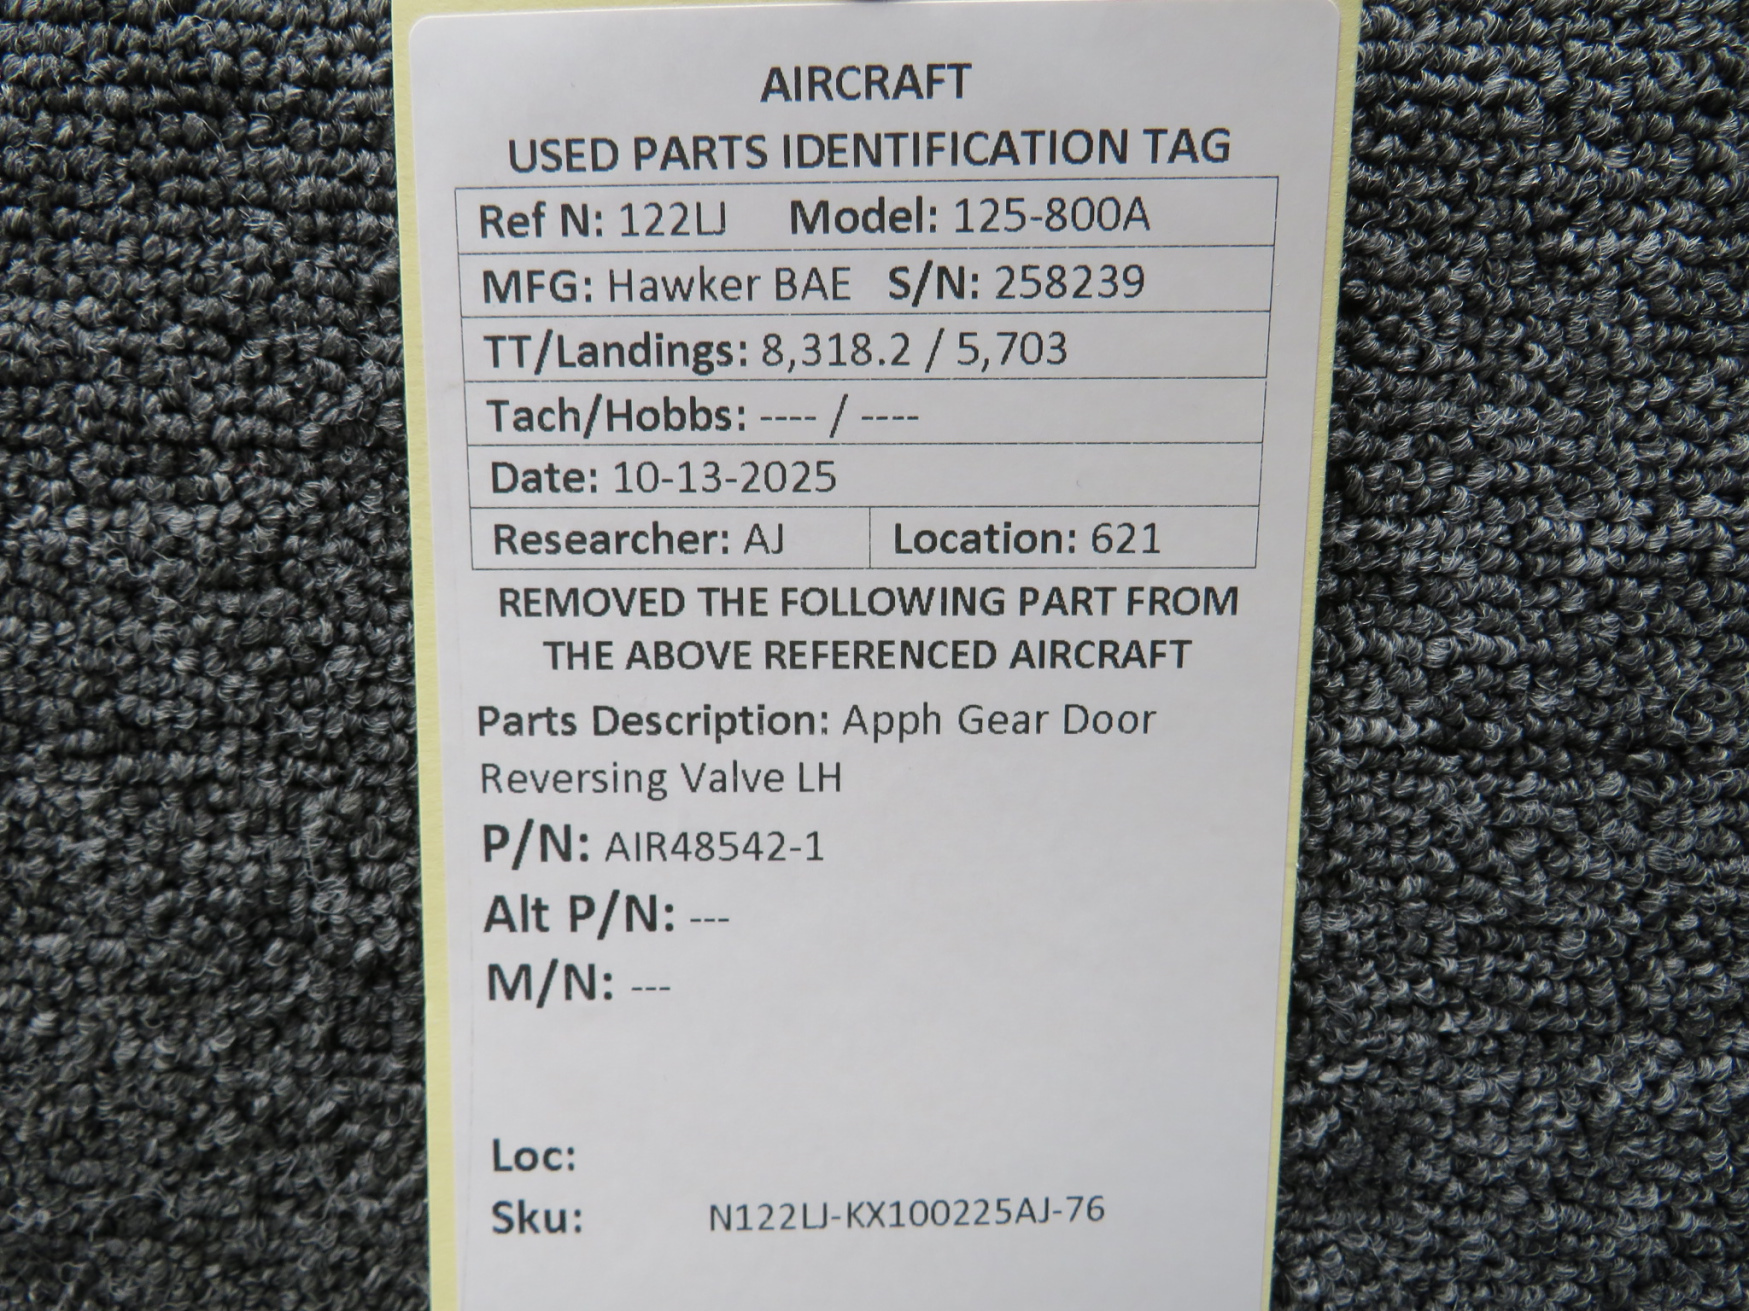 AIRCRAFT
USED PARTS IDENTIFICATION TAG
Ref N: 122LJ Model: 125-800A
MFG: Hawker BAE S/N: 258239
TT/Landings: 8,318.2 / 5,703
Tach/Hobbs: ---- / ----
Date: 10-13-2025
Researcher: AJ Location: 621
REMOVED THE FOLLOWING PART FROM
THE ABOVE REFERENCED AIRCRAFT
Parts Description: Apph Gear Door
Reversing Valve LH
P/N: AIR48542-1
Alt P/N: ---
M/N: ---
Loc:
Sku: N122LJ-KX100225AJ-76